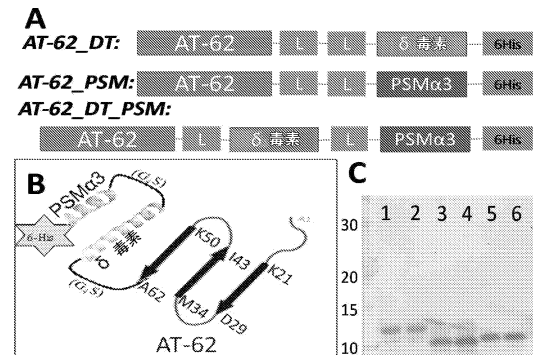 A
AT-62_DT: AT-62 L L δ 毒素 6His
AT-62_PSM: AT-62 L L PSMα3 6His
AT-62_DT_PSM:
AT-62 L δ 毒素 L PSMα3 6His
B
(G₄S)
PSMα3
6-His
δ 毒素
(G₄S)
K50
I43
K21
A62
M34
D29
AT-62
C
1 2 3 4 5 6
30
20
15
10